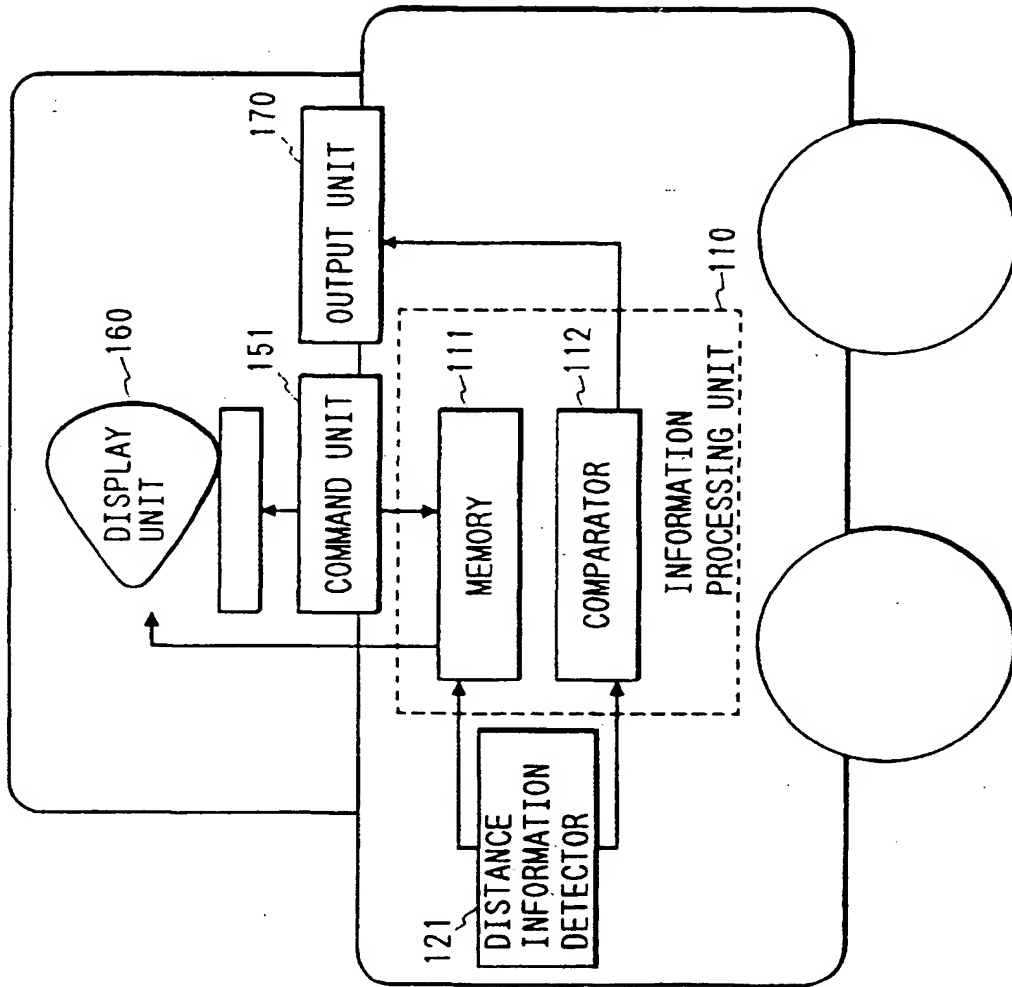 160
DISPLAY
UNIT
151
COMMAND UNIT
170
OUTPUT UNIT
111
MEMORY
112
COMPARATOR
INFORMATION
PROCESSING UNIT
110
121
DISTANCE
INFORMATION
DETECTOR